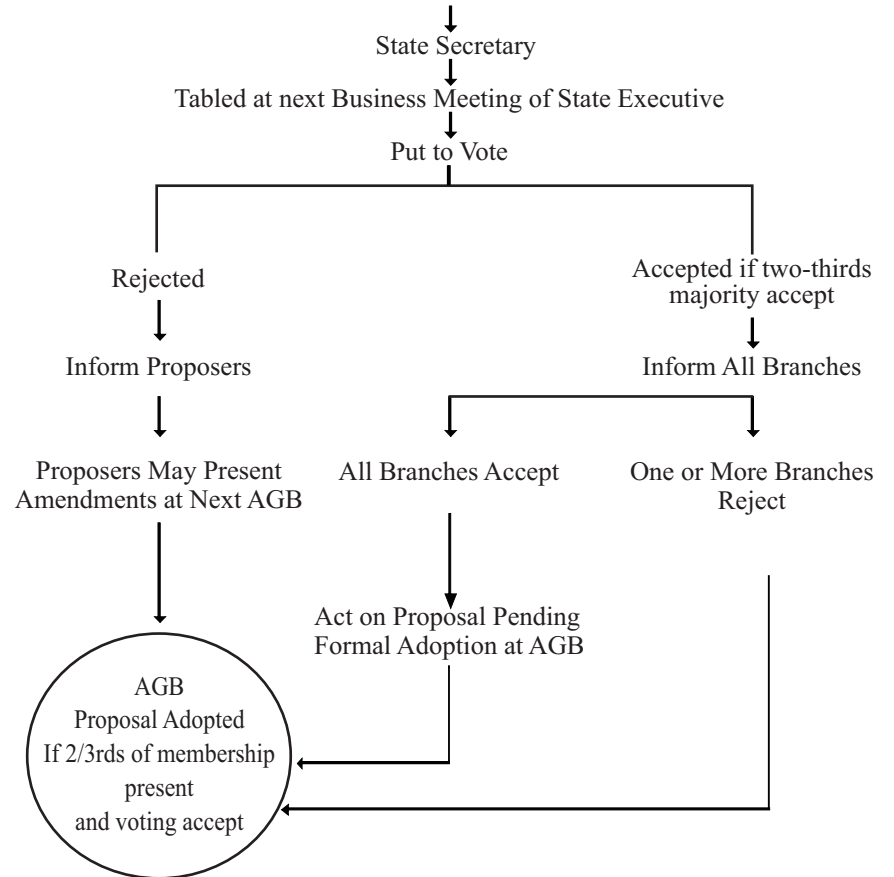 State Secretary
Tabled at next Business Meeting of State Executive
Put to Vote
Rejected
Accepted if two-thirds
majority accept
Inform Proposers
Inform All Branches
Proposers May Present
Amendments at Next AGB
All Branches Accept
One or More Branches
Reject
Act on Proposal Pending
Formal Adoption at AGB
AGB
Proposal Adopted
If 2/3rds of membership
present
and voting accept